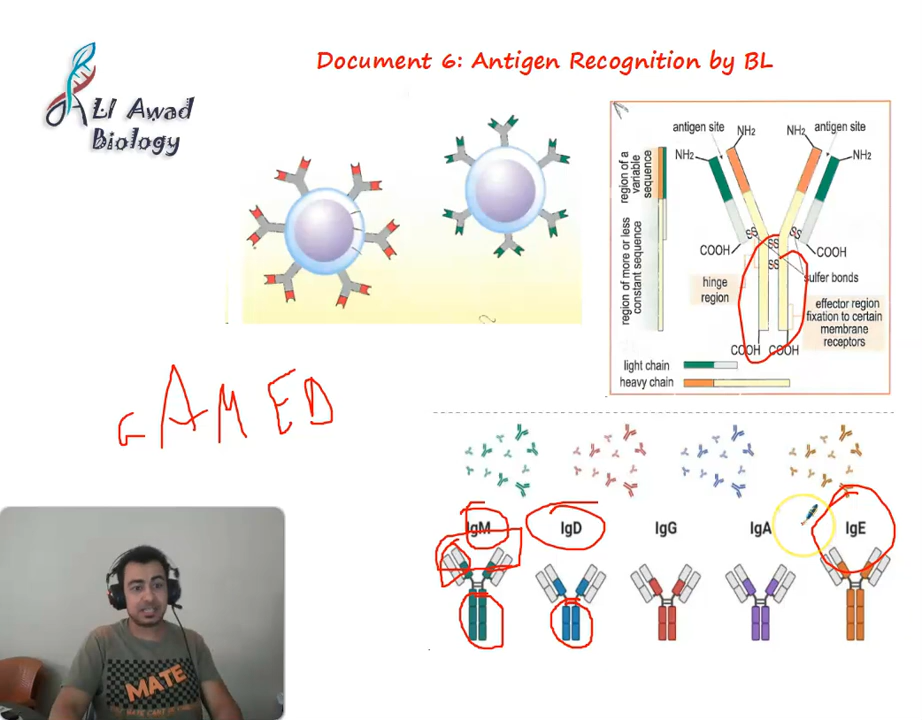 Document 6: Antigen Recognition by BL
ALI Awad
Biology
antigen site
NH2
NH2
antigen site
NH2
NH2
region of a
variable
sequence
region of more or less
constant sequence
SS
SS
SS
SS
COOH
COOH
sulfer bonds
hinge
region
effector region
fixation to certain
membrane
receptors
COOH
COOH
light chain
heavy chain
GAMED
IgM
IgD
IgG
IgA
IgE
MATE